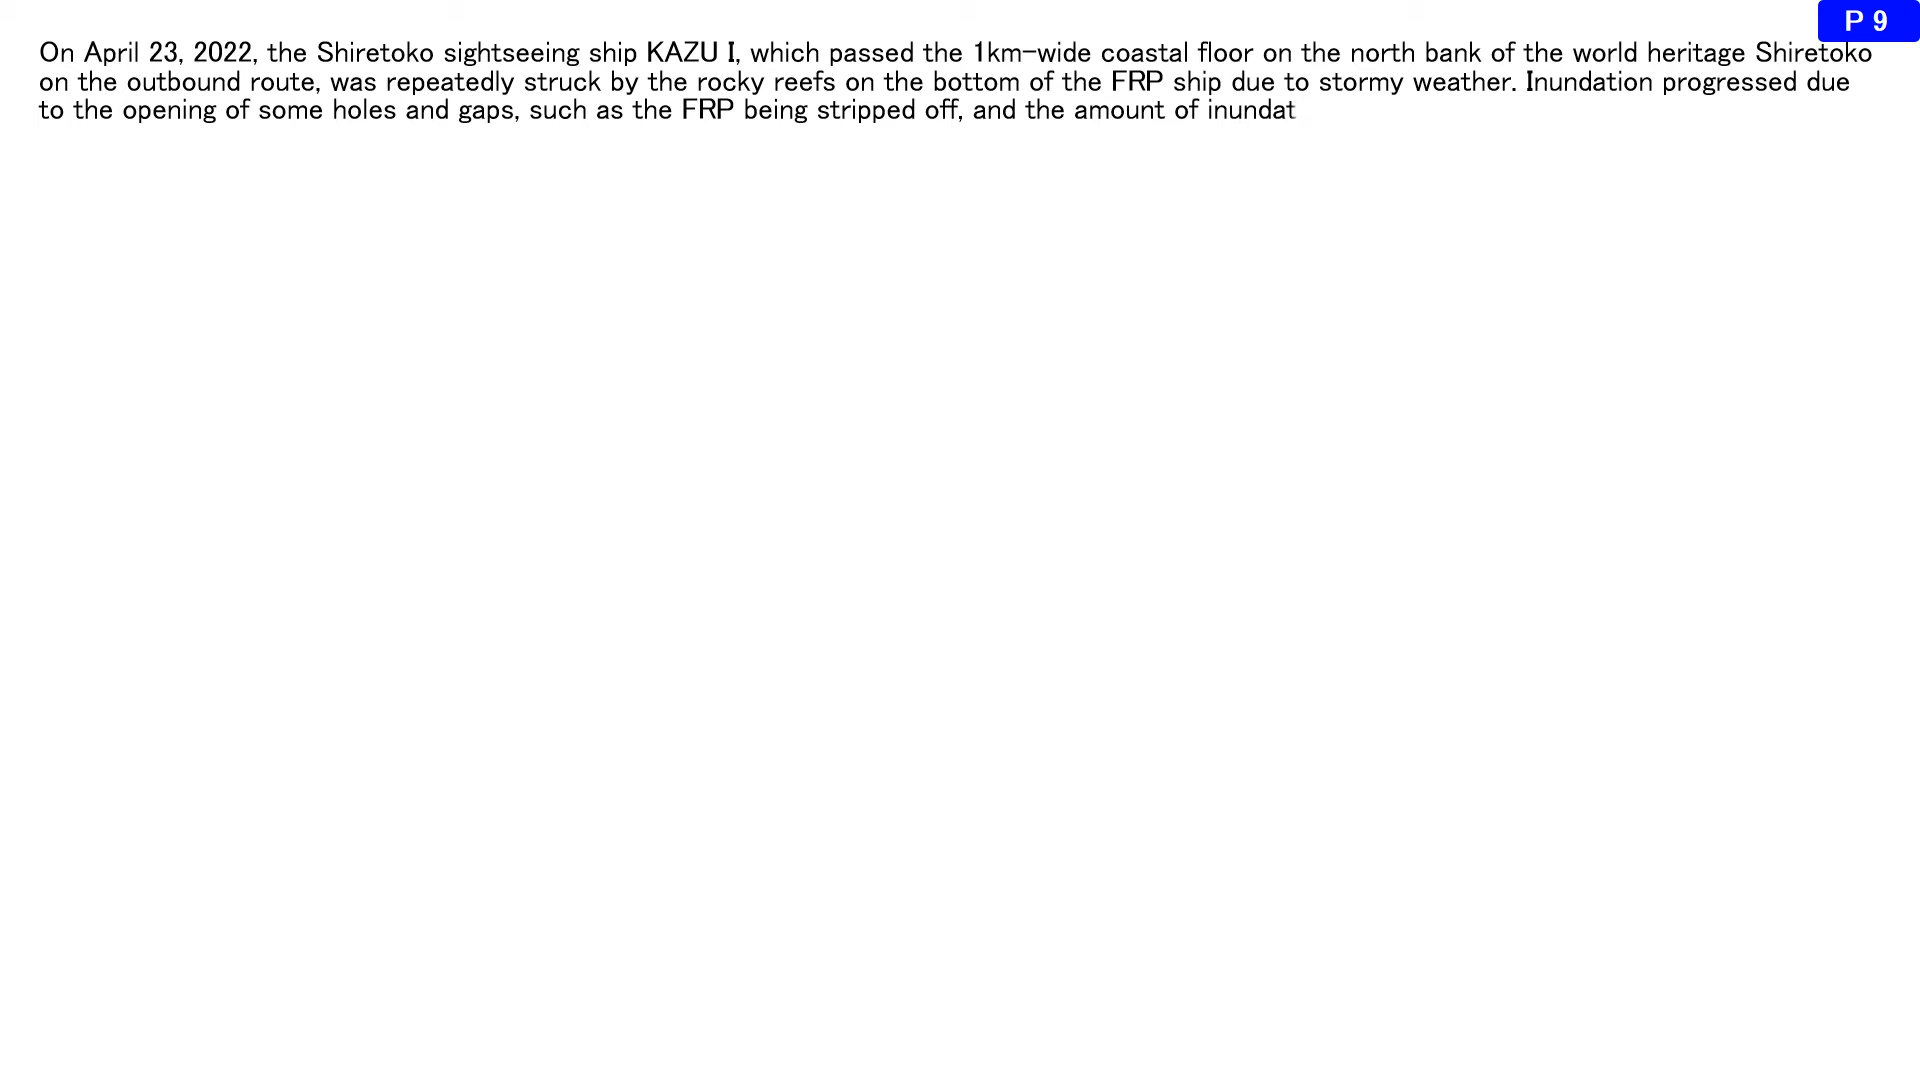 P 9
On April 23, 2022, the Shiretoko sightseeing ship KAZU I, which passed the 1km-wide coastal floor on the north bank of the world heritage Shiretoko
on the outbound route, was repeatedly struck by the rocky reefs on the bottom of the FRP ship due to stormy weather. Inundation progressed due
to the opening of some holes and gaps, such as the FRP being stripped off, and the amount of inundat